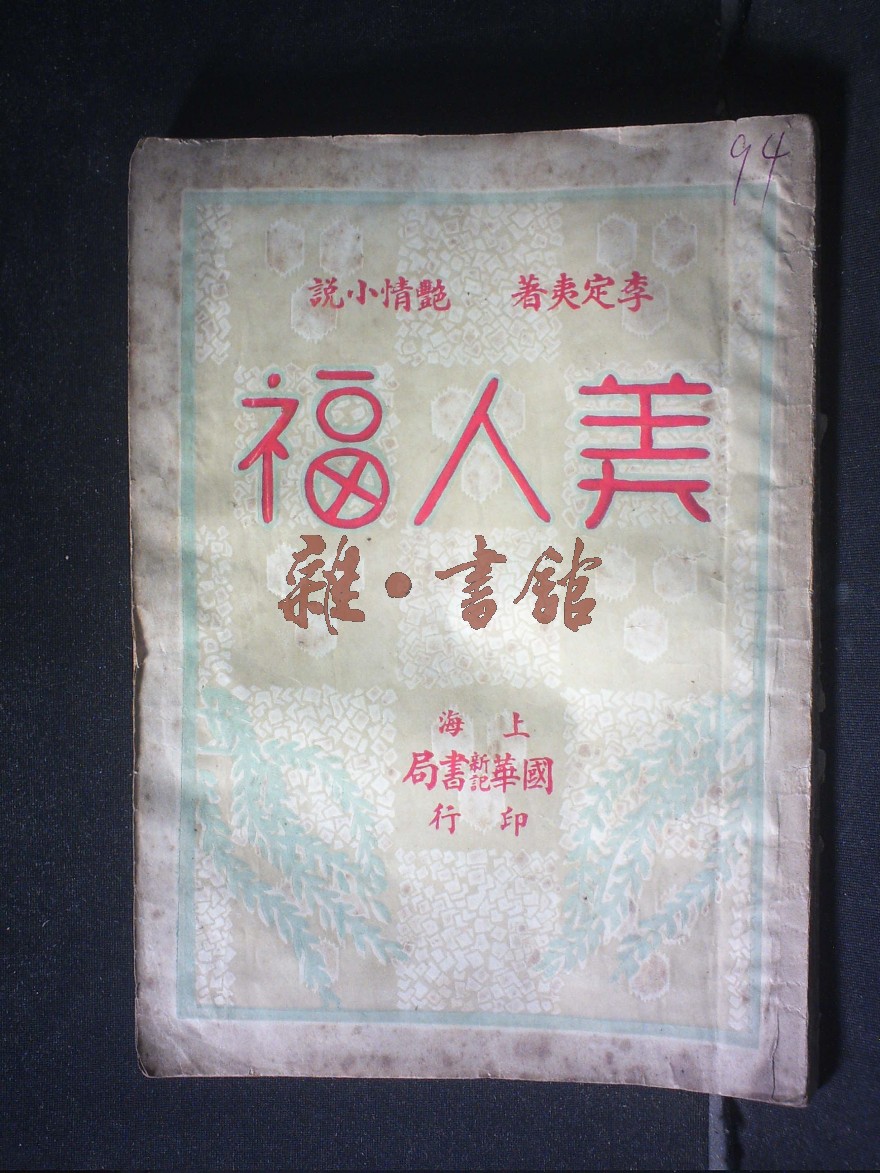 94
李定夷著 艷情小說
美人福
雜·書館
上海
國華新記書局
印行